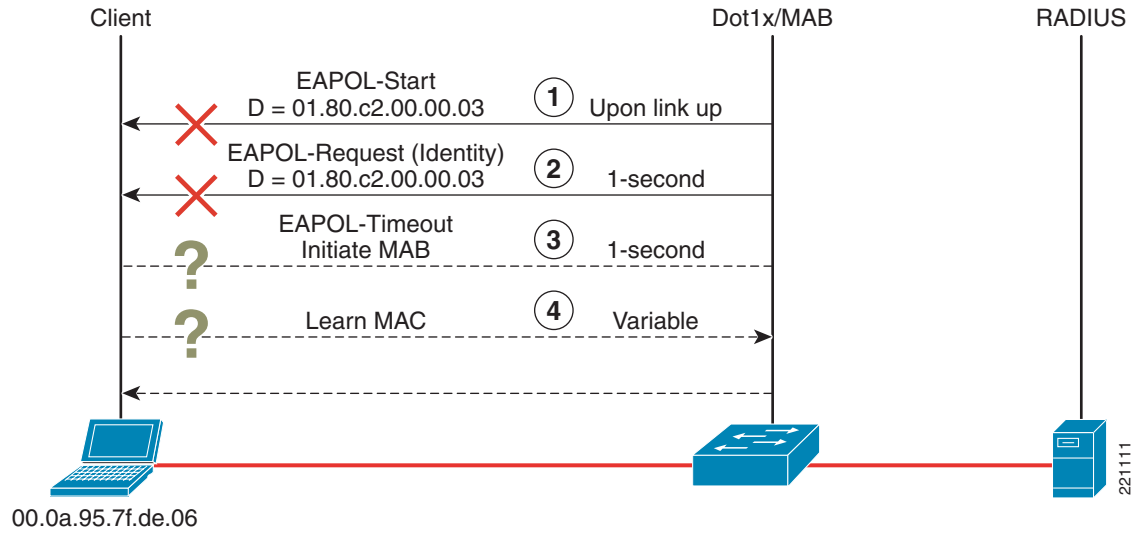 Client
Dot1x/MAB
RADIUS
EAPOL-Start
D = 01.80.c2.00.00.03
1
Upon link up
EAPOL-Request (Identity)
D = 01.80.c2.00.00.03
2
1-second
EAPOL-Timeout
Initiate MAB
3
1-second
?
Learn MAC
4
Variable
?
221111
00.0a.95.7f.de.06